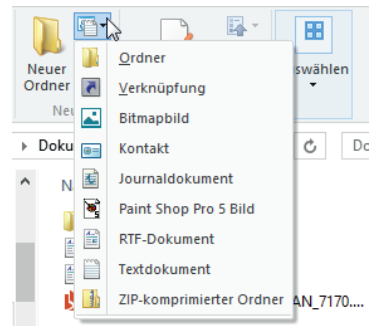 Neuer
Ordner
swählen
Neu
Doku
Do
N
Ordner
Verknüpfung
Bitmapbild
Kontakt
Journaldokument
Paint Shop Pro 5 Bild
RTF-Dokument
Textdokument
ZIP-komprimierter Ordner
AN_7170....